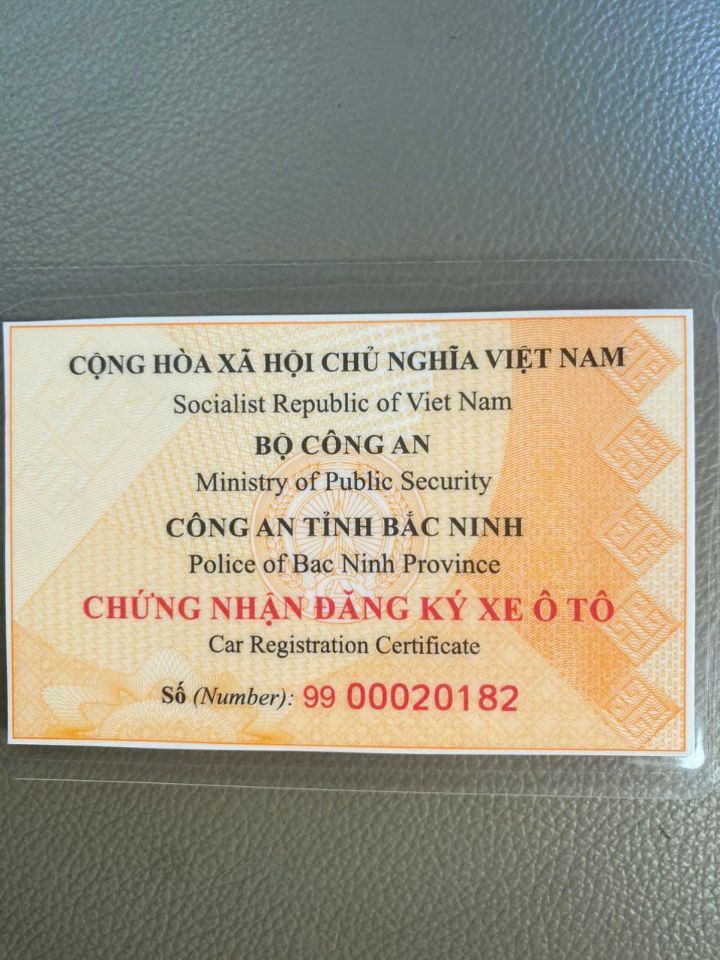 CỘNG HÒA XÃ HỘI CHỦ NGHĨA VIỆT NAM
Socialist Republic of Viet Nam
BỘ CÔNG AN
Ministry of Public Security
CÔNG AN TỈNH BẮC NINH
Police of Bac Ninh Province
CHỨNG NHẬN ĐĂNG KÝ XE Ô TÔ
Car Registration Certificate
Số (Number): 99 00020182